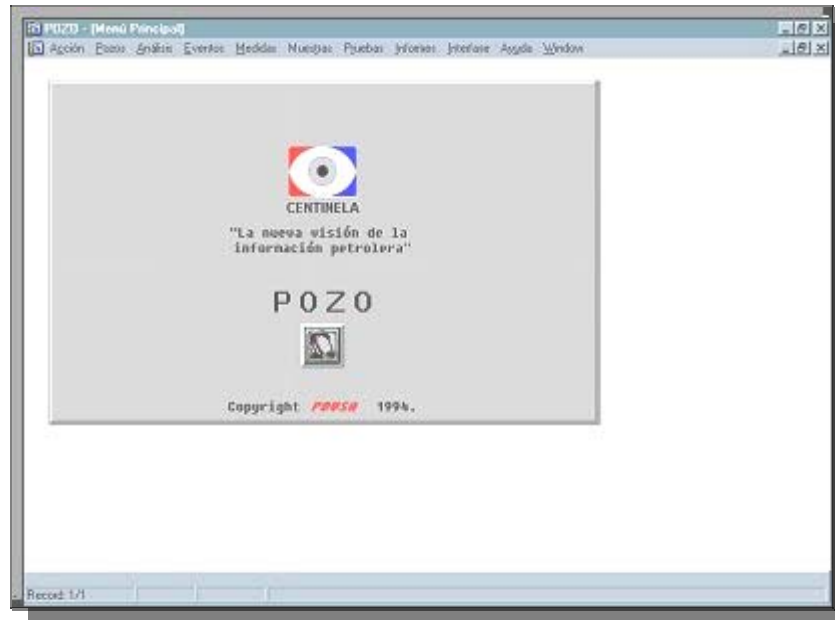 POZO - [Menú Principal]
Acción Pozos Análisis Eventos Medidas Muestras Pruebas Informes Interfase Ayuda Window
CENTINELA
"La nueva visión de la
información petrolera"
POZO
Copyright PDVSA 1994.
Record: 1/1